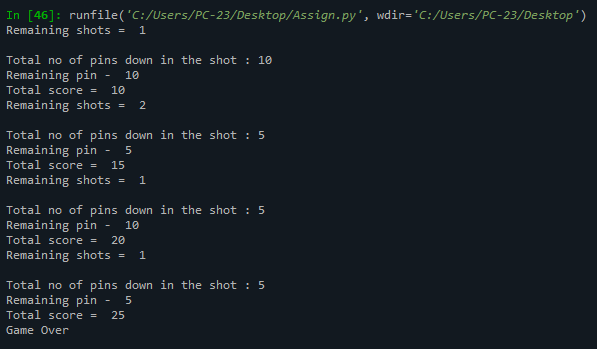 In [46]: runfile('C:/Users/PC-23/Desktop/Assign.py', wdir='C:/Users/PC-23/Desktop')
Remaining shots =  1

Total no of pins down in the shot : 10
Remaining pin -  10
Total score =  10
Remaining shots =  2

Total no of pins down in the shot : 5
Remaining pin -  5
Total score =  15
Remaining shots =  1

Total no of pins down in the shot : 5
Remaining pin -  10
Total score =  20
Remaining shots =  1

Total no of pins down in the shot : 5
Remaining pin -  5
Total score =  25
Game Over